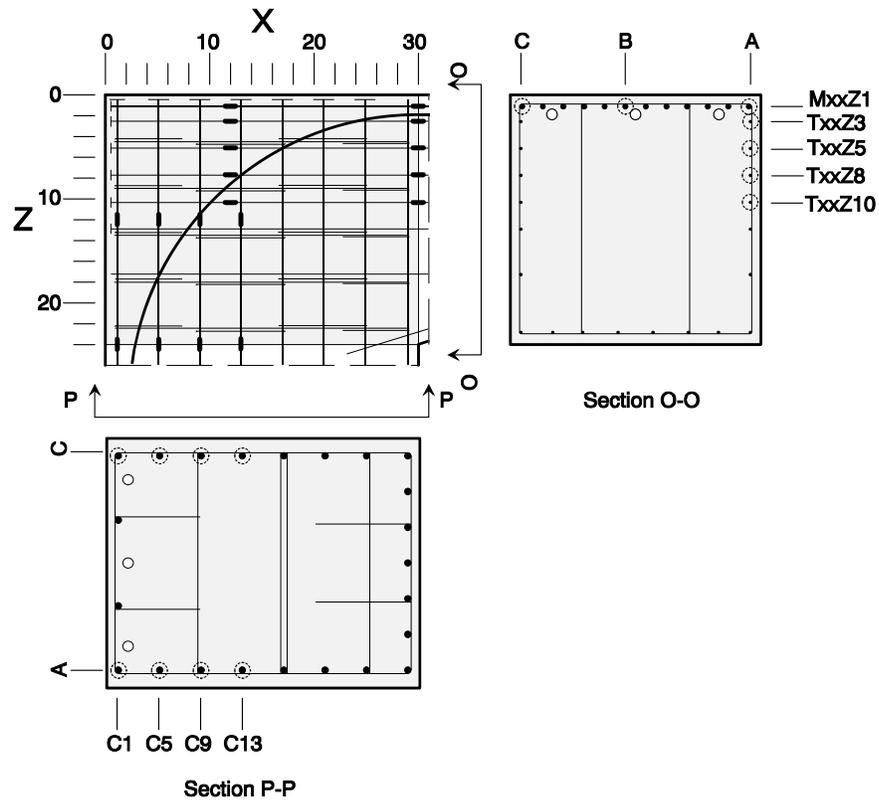 X
0 10 20 30
C B A
O
0
MxxZ1
TxxZ3
TxxZ5
TxxZ8
10
TxxZ10
Z
20
O
P P
Section O-O
C
A
C1 C5 C9 C13
Section P-P